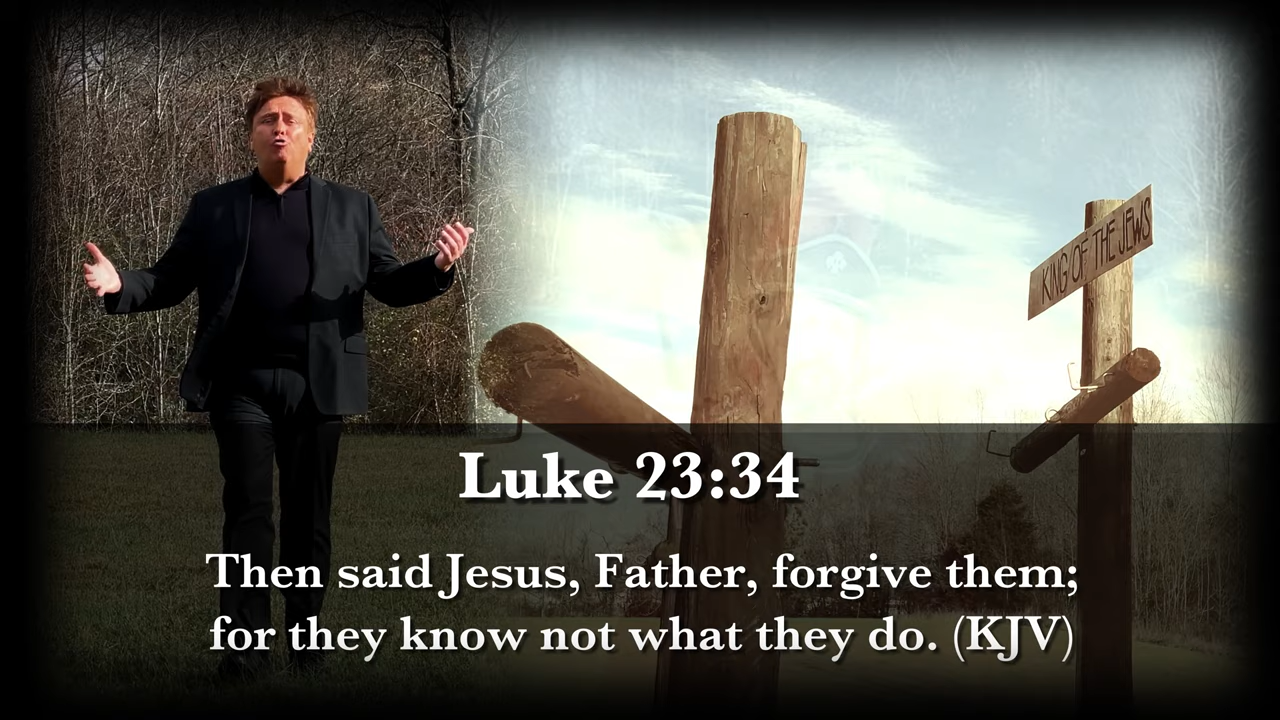 KING OF THE JEWS
Luke 23:34
Then said Jesus, Father, forgive them;
for they know not what they do. (KJV)